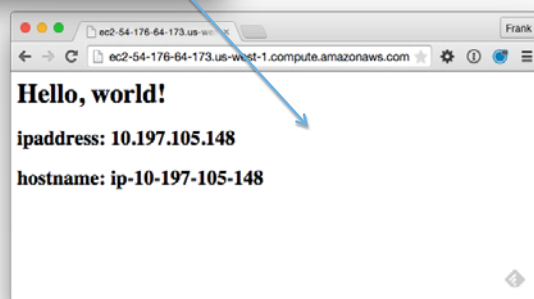 ec2-54-176-64-173.us-we
Frank
ec2-54-176-64-173.us-west-1.compute.amazonaws.com
Hello, world!
ipaddress: 10.197.105.148
hostname: ip-10-197-105-148